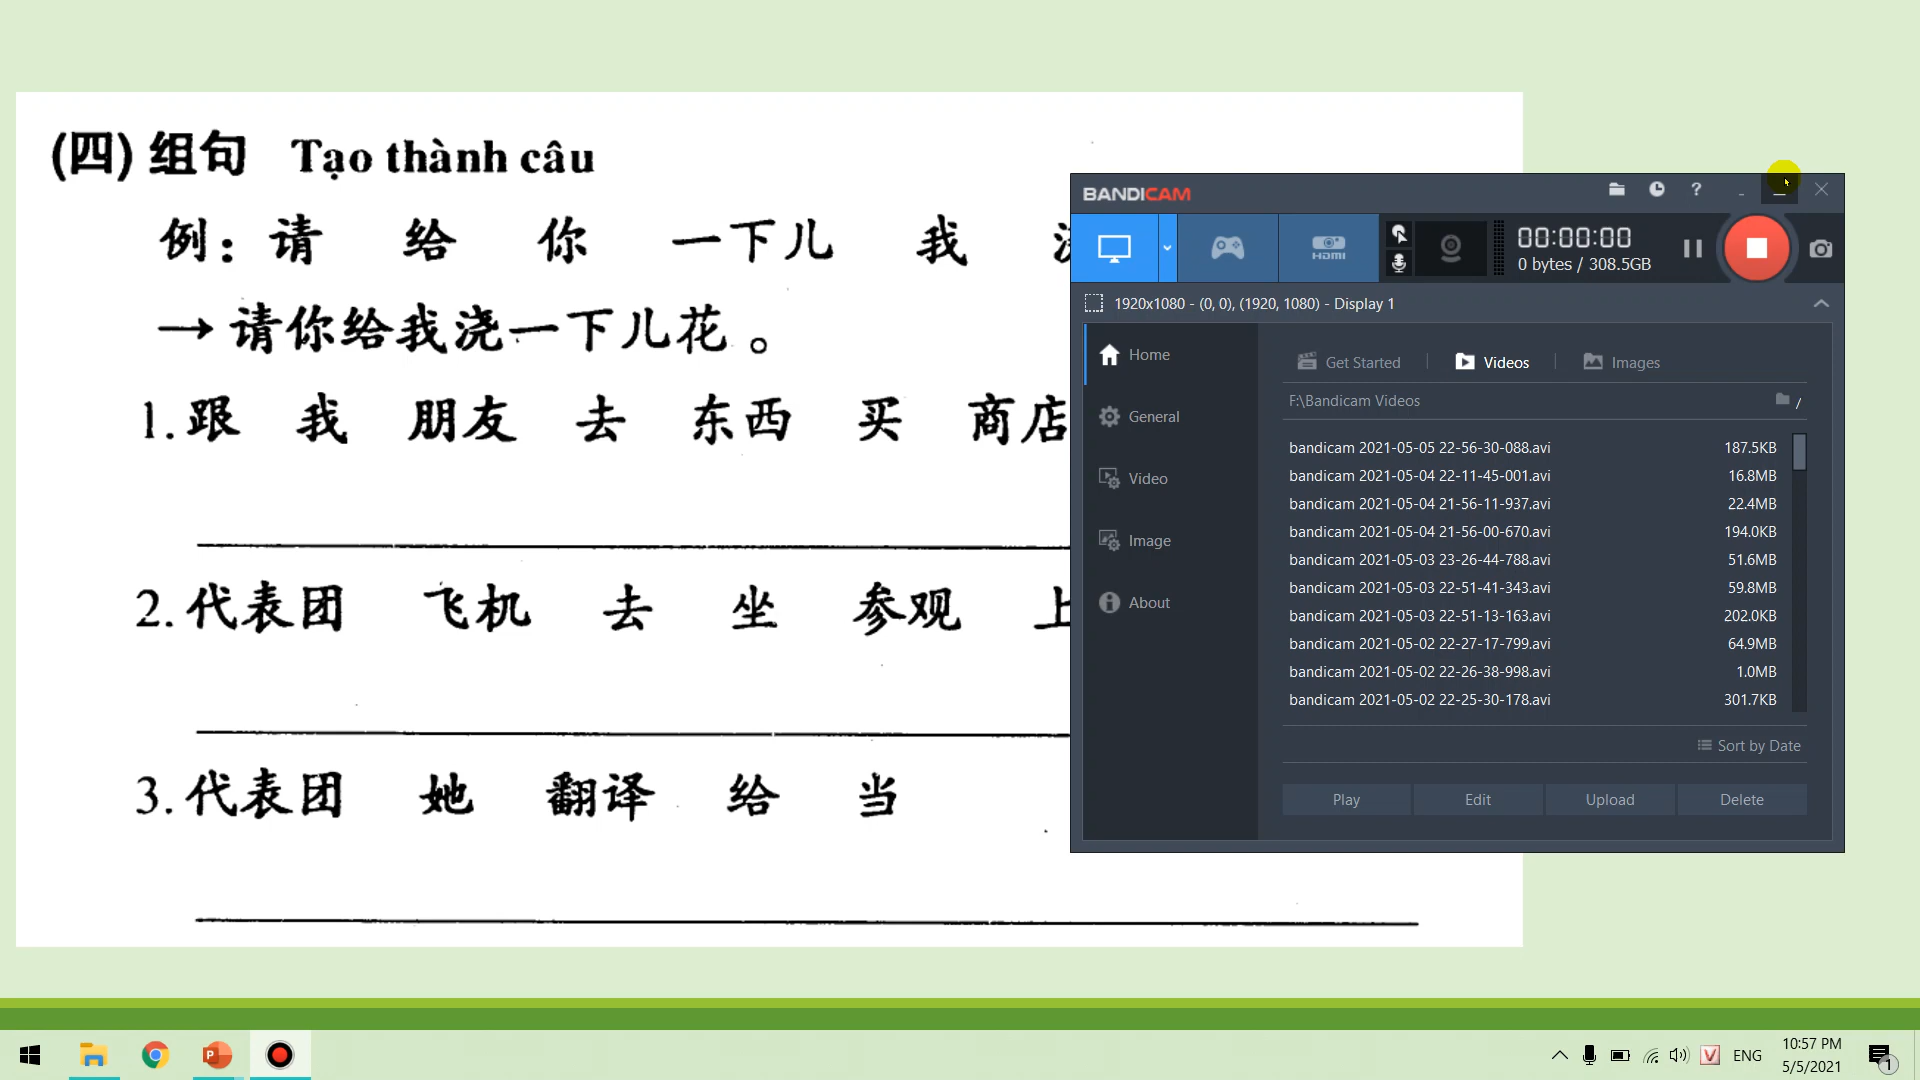 (四) 组句 Tạo thành câu
例：请 给 你 一下儿 我
→ 请你给我浇一下儿花。
1. 跟 我 朋友 去 东西 买 商店
2. 代表团 飞机 去 坐 参观 上
3. 代表团 她 翻译 给 当
BANDICAM
HDMI
00:00:00
0 bytes / 308.5GB
1920x1080 - (0, 0), (1920, 1080) - Display 1
Home
General
Video
Image
About
Get Started
Videos
Images
F:\Bandicam Videos
bandicam 2021-05-05 22-56-30-088.avi 187.5KB
bandicam 2021-05-04 22-11-45-001.avi 16.8MB
bandicam 2021-05-04 21-56-11-937.avi 22.4MB
bandicam 2021-05-04 21-56-00-670.avi 194.0KB
bandicam 2021-05-03 23-26-44-788.avi 51.6MB
bandicam 2021-05-03 22-51-41-343.avi 59.8MB
bandicam 2021-05-03 22-51-13-163.avi 202.0KB
bandicam 2021-05-02 22-27-17-799.avi 64.9MB
bandicam 2021-05-02 22-26-38-998.avi 1.0MB
bandicam 2021-05-02 22-25-30-178.avi 301.7KB
Sort by Date
Play
Edit
Upload
Delete
ENG
10:57 PM
5/5/2021
1